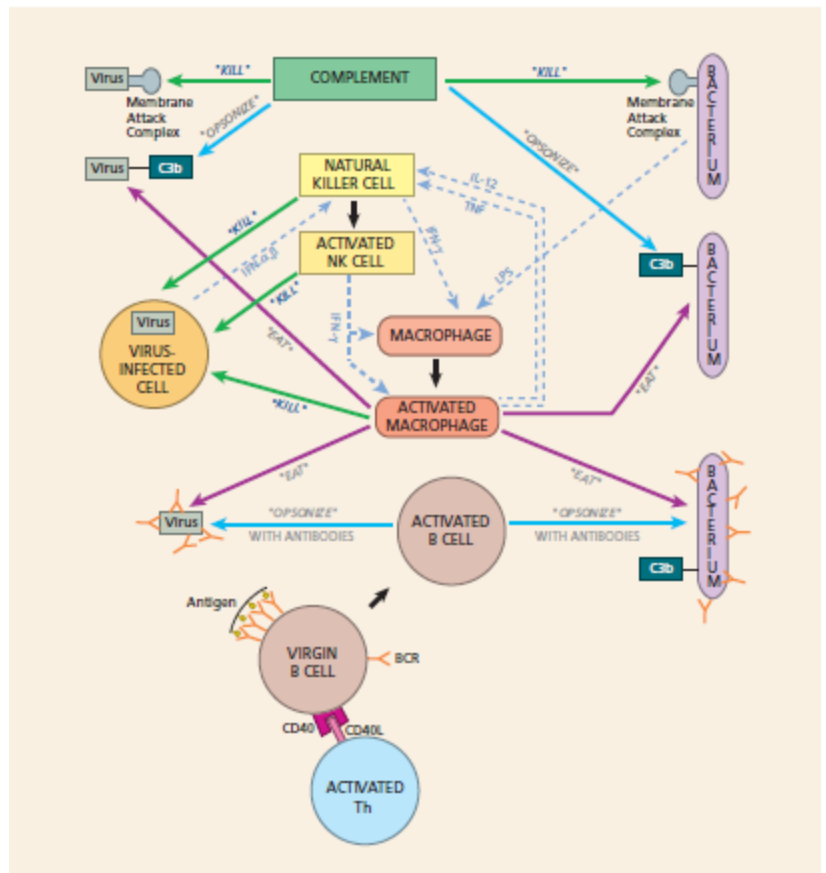 "KILL"
COMPLEMENT
"KILL"
Virus
Membrane
Attack
Complex
Membrane
Attack
Complex
BACTERIUM
"OPSONIZE"
"OPSONIZE"
Virus
C3b
NATURAL
KILLER CELL
IL-12
TNF
"KILL"
IFN-α,β
IFN-γ
ACTIVATED
NK CELL
LPS
C3b
BACTERIUM
"KILL"
IFN-γ
Virus
VIRUS-
INFECTED
CELL
"EAT"
MACROPHAGE
"KILL"
ACTIVATED
MACROPHAGE
"EAT"
"EAT"
"EAT"
Virus
"OPSONIZE"
WITH ANTIBODIES
ACTIVATED
B CELL
"OPSONIZE"
WITH ANTIBODIES
BACTERIUM
C3b
Antigen
VIRGIN
B CELL
BCR
CD40
CD40L
ACTIVATED
Th